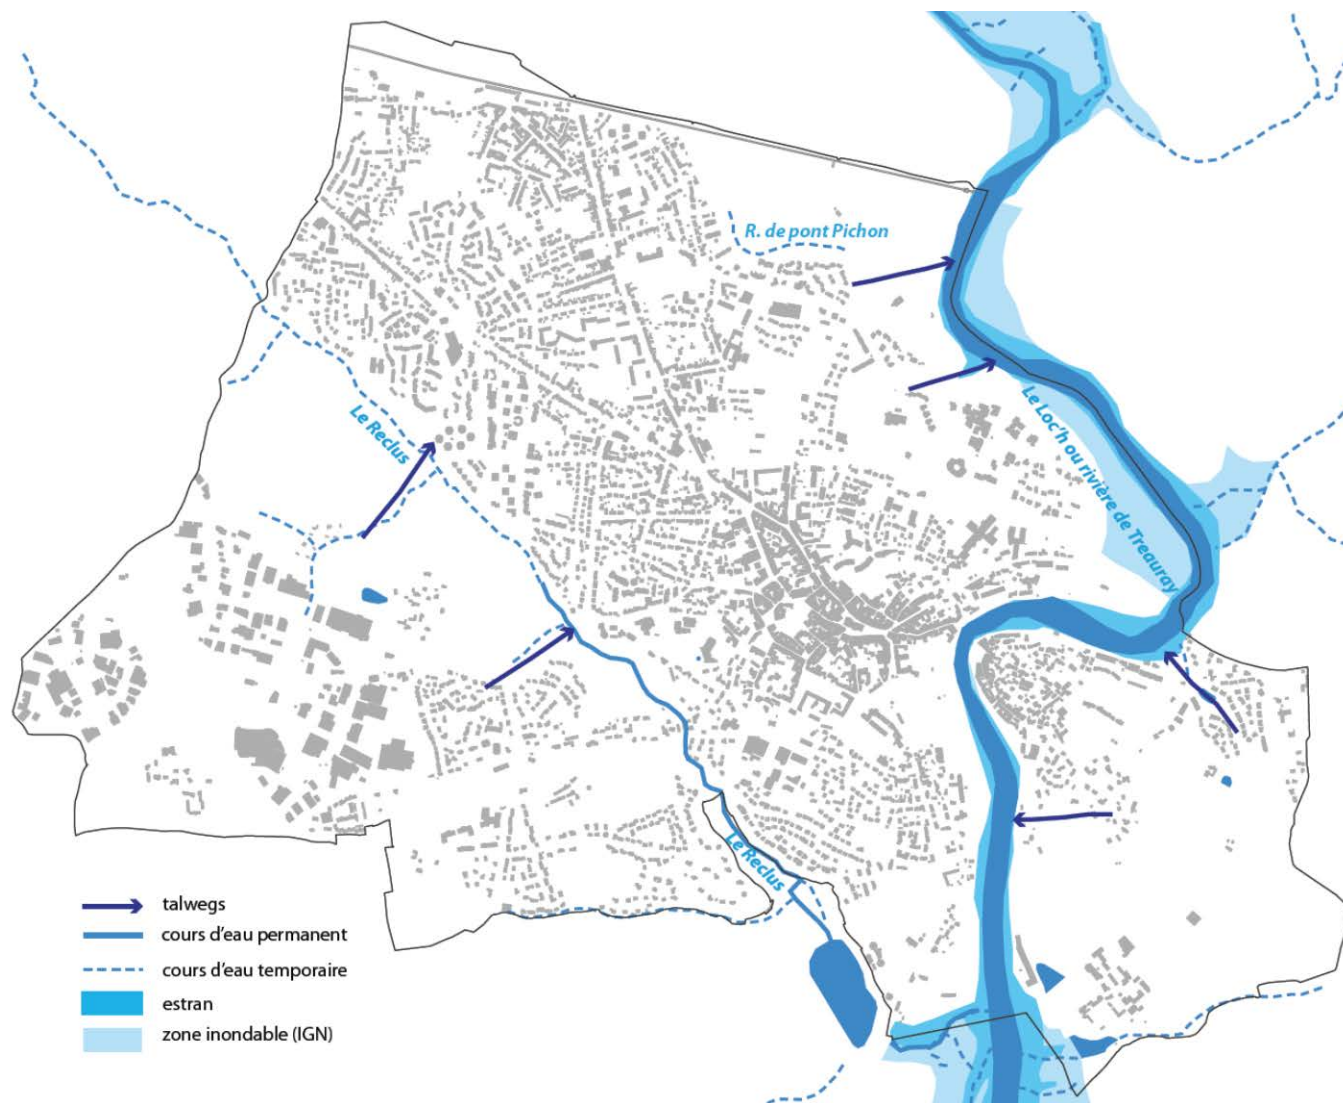 R. de pont Pichon
Le Reclus
Le Loc'h ou rivière de Treauray
Le Reclus
talwegs
cours d'eau permanent
cours d'eau temporaire
estran
zone inondable (IGN)